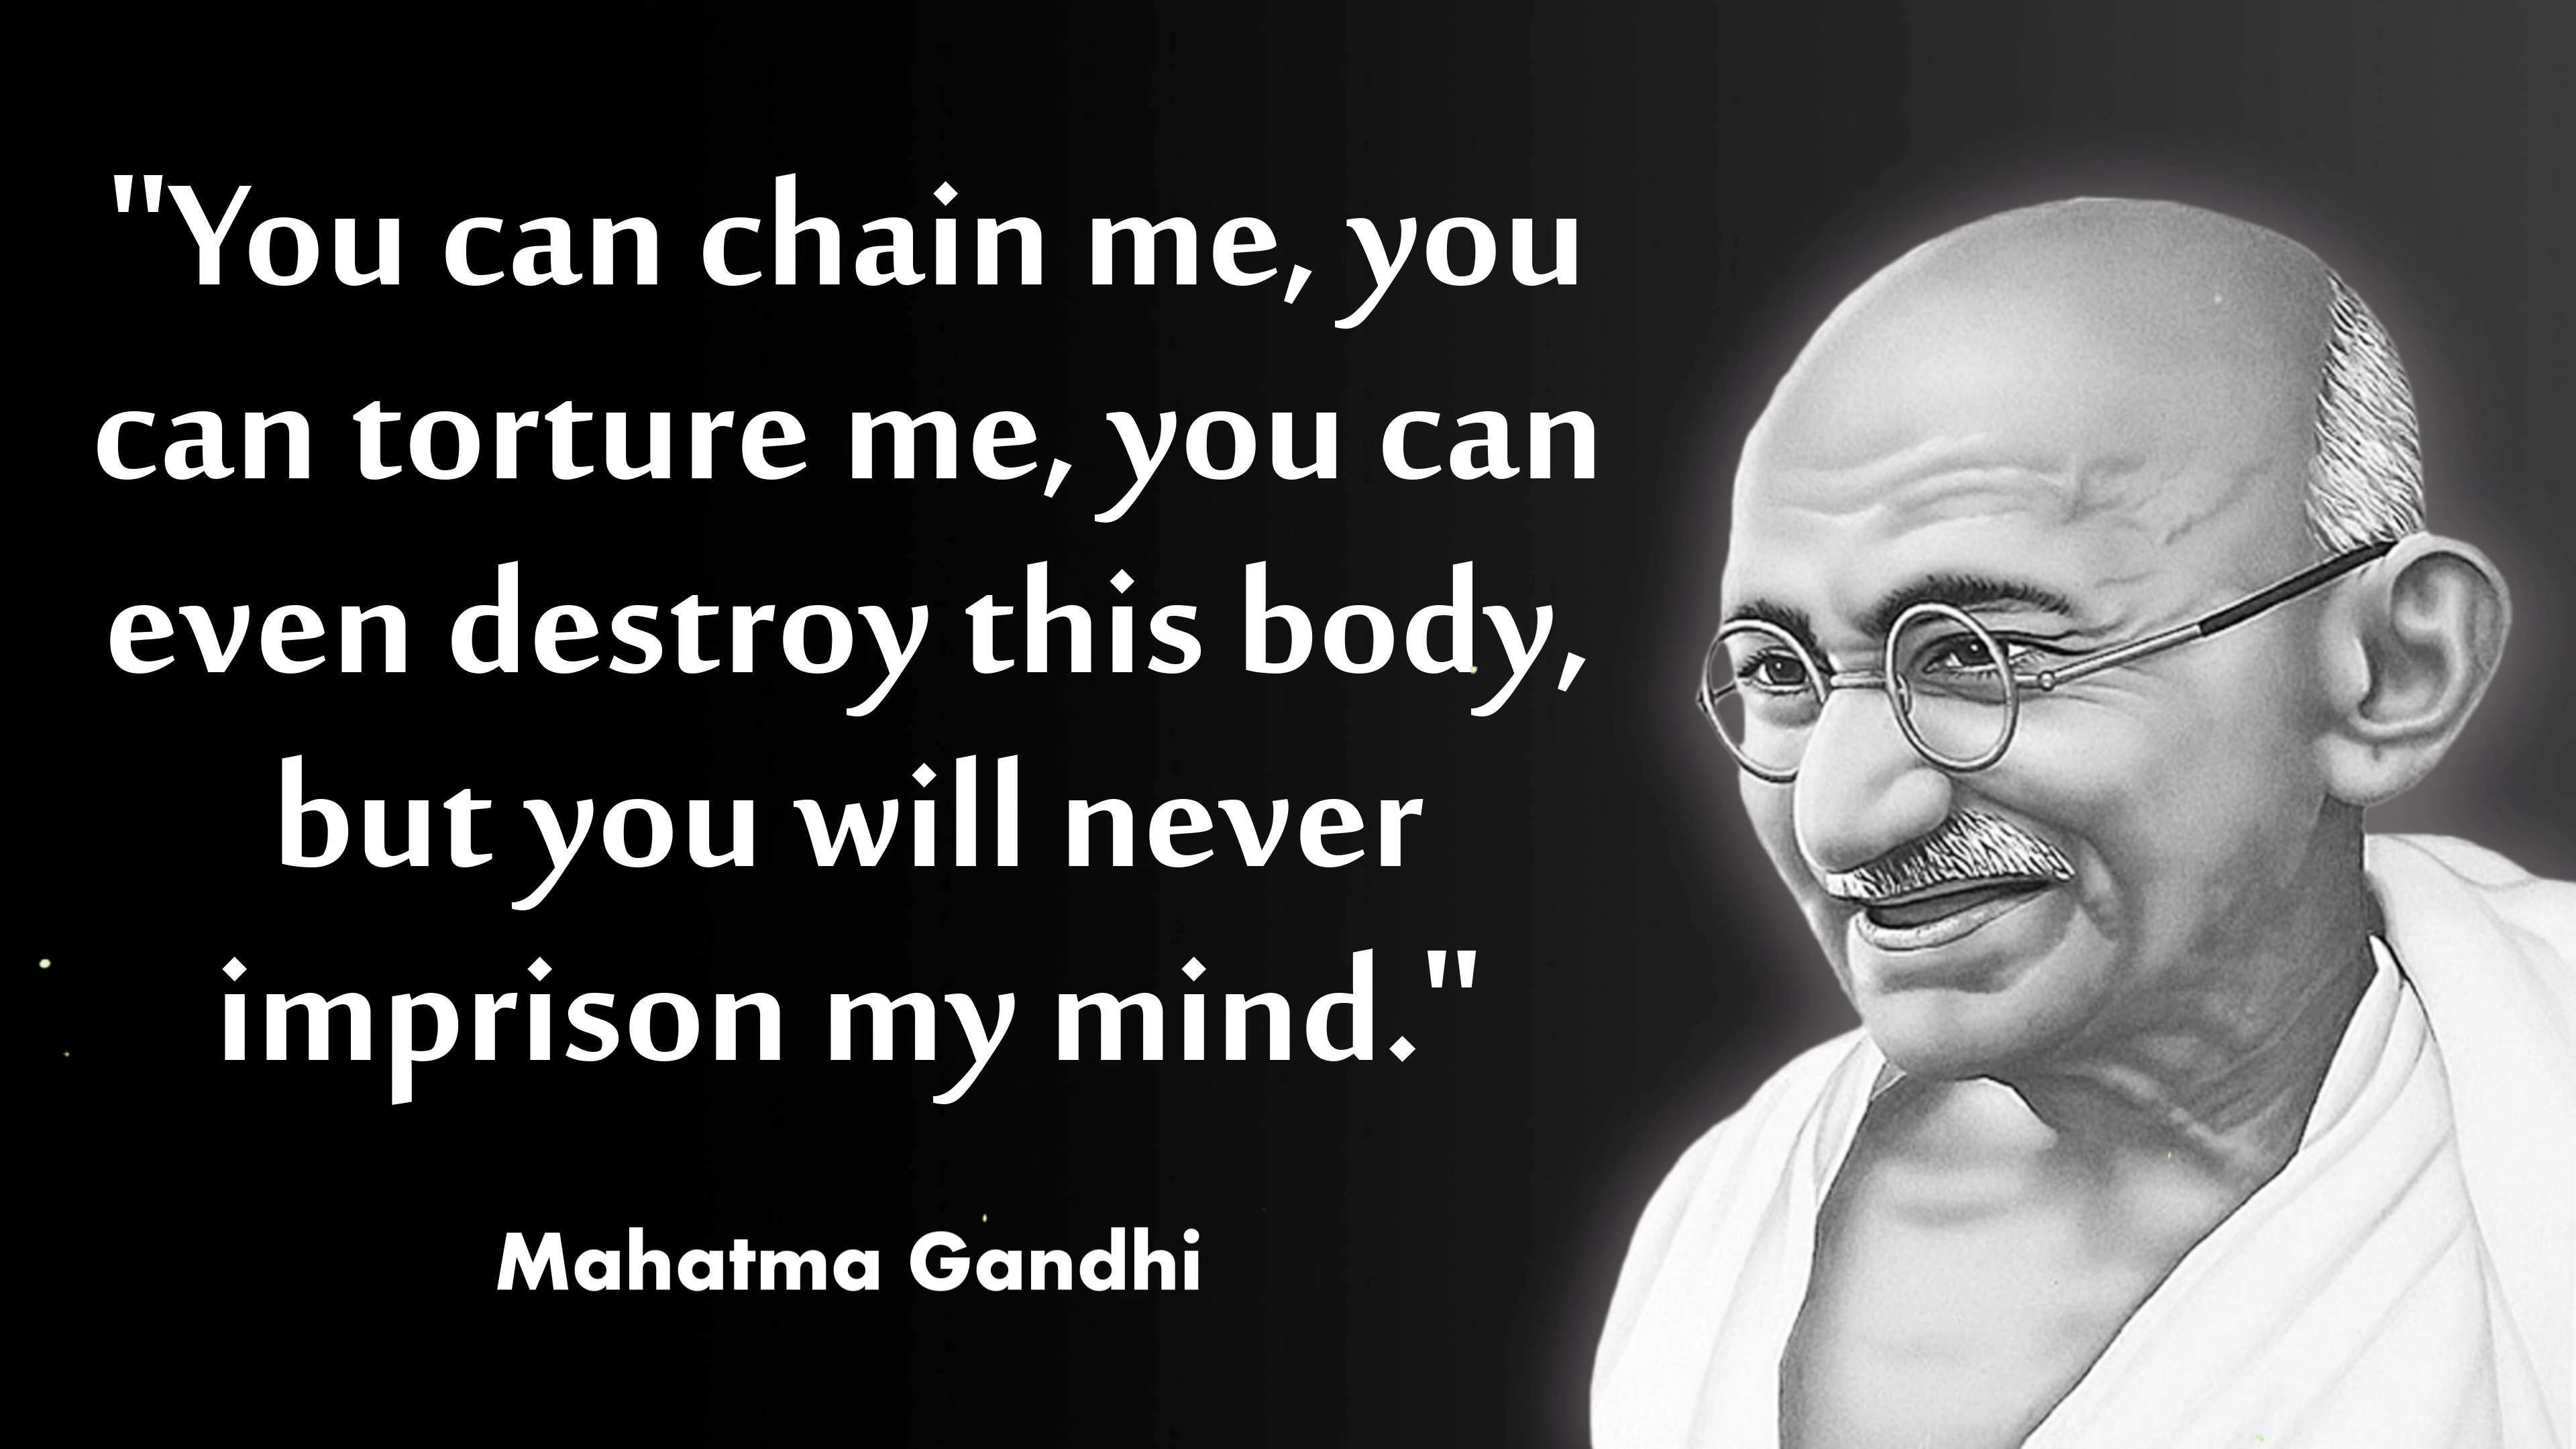 "You can chain me, you
can torture me, you can
even destroy this body,
but you will never
imprison my mind."
Mahatma Gandhi